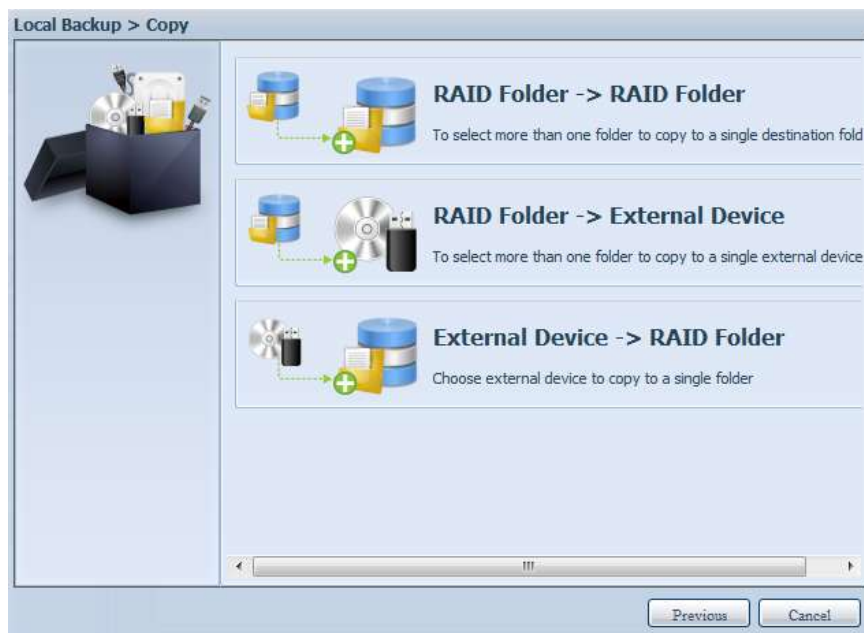 Local Backup > Copy
RAID Folder -> RAID Folder
To select more than one folder to copy to a single destination fold
RAID Folder -> External Device
To select more than one folder to copy to a single external device
External Device -> RAID Folder
Choose external device to copy to a single folder
Previous
Cancel